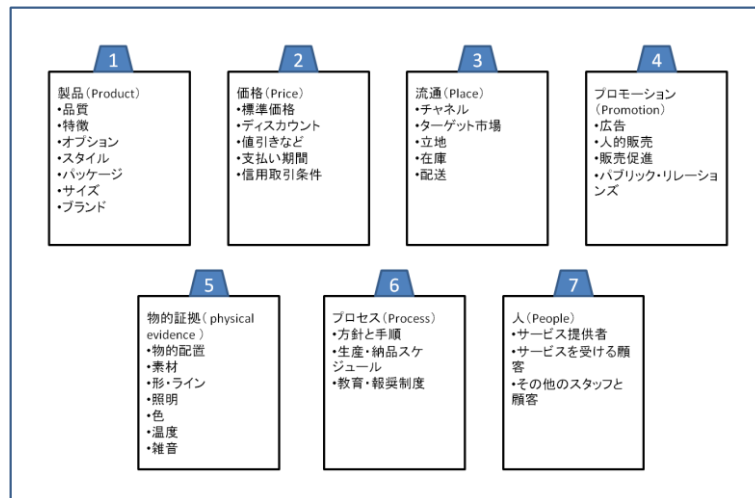 1
製品(Product)
•品質
•特徴
•オプション
•スタイル
•パッケージ
•サイズ
•ブランド
2
価格(Price)
•標準価格
•ディスカウント
•値引きなど
•支払い期間
•信用取引条件
3
流通(Place)
•チャネル
•ターゲット市場
•立地
•在庫
•配送
4
プロモーション
(Promotion)
•広告
•人的販売
•販売促進
•パブリック・リレーショ
ンズ
5
物的証拠( physical
evidence )
•物的配置
•素材
•形・ライン
•照明
•色
•温度
•雑音
6
プロセス(Process)
•方針と手順
•生産・納品スケ
ジュール
•教育・報奨制度
7
人(People)
•サービス提供者
•サービスを受ける顧
客
•その他のスタッフと
顧客